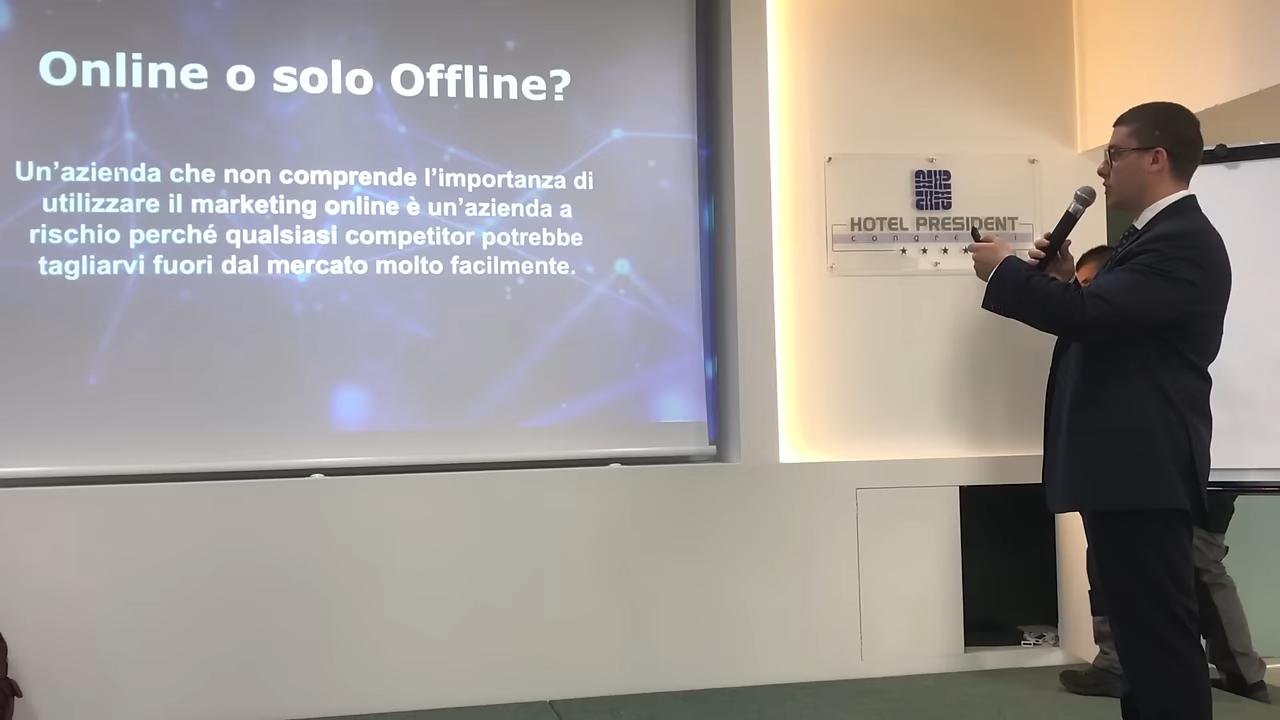 Online o solo Offline?
Un'azienda che non comprende l'importanza di
utilizzare il marketing online è un'azienda a
rischio perché qualsiasi competitor potrebbe
tagliarvi fuori dal mercato molto facilmente.
HOTEL PRESIDENT